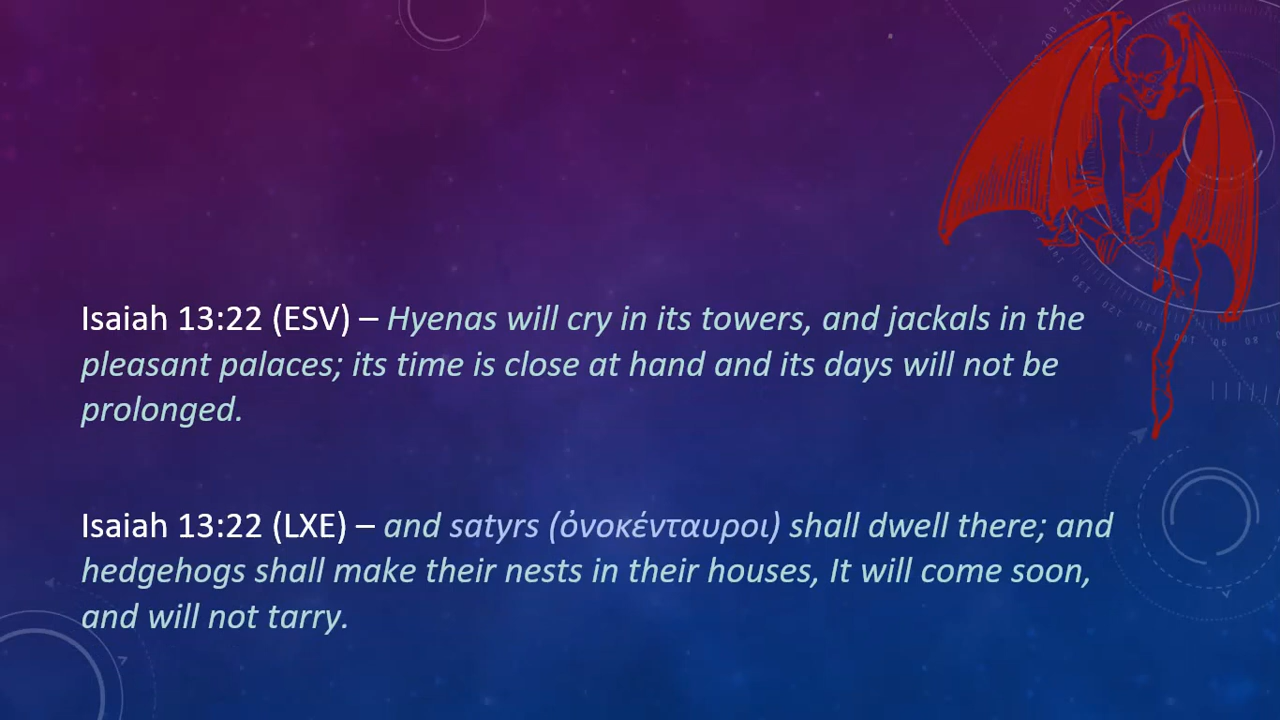 Isaiah 13:22 (ESV) – Hyenas will cry in its towers, and jackals in the
pleasant palaces; its time is close at hand and its days will not be
prolonged.
Isaiah 13:22 (LXE) – and satyrs (ὀνοκένταυροι) shall dwell there; and
hedgehogs shall make their nests in their houses, It will come soon,
and will not tarry.